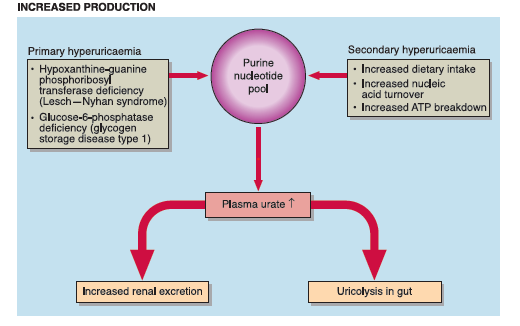 INCREASED PRODUCTION
Primary hyperuricaemia
• Hypoxanthine–guanine
phosphoribosyl
transferase deficiency
(Lesch—Nyhan syndrome)
• Glucose-6-phosphatase
deficiency (glycogen
storage disease type 1)
Purine
nucleotide
pool
Secondary hyperuricaemia
• Increased dietary intake
• Increased nucleic
acid turnover
• Increased ATP breakdown
Plasma urate ↑
Increased renal excretion
Uricolysis in gut